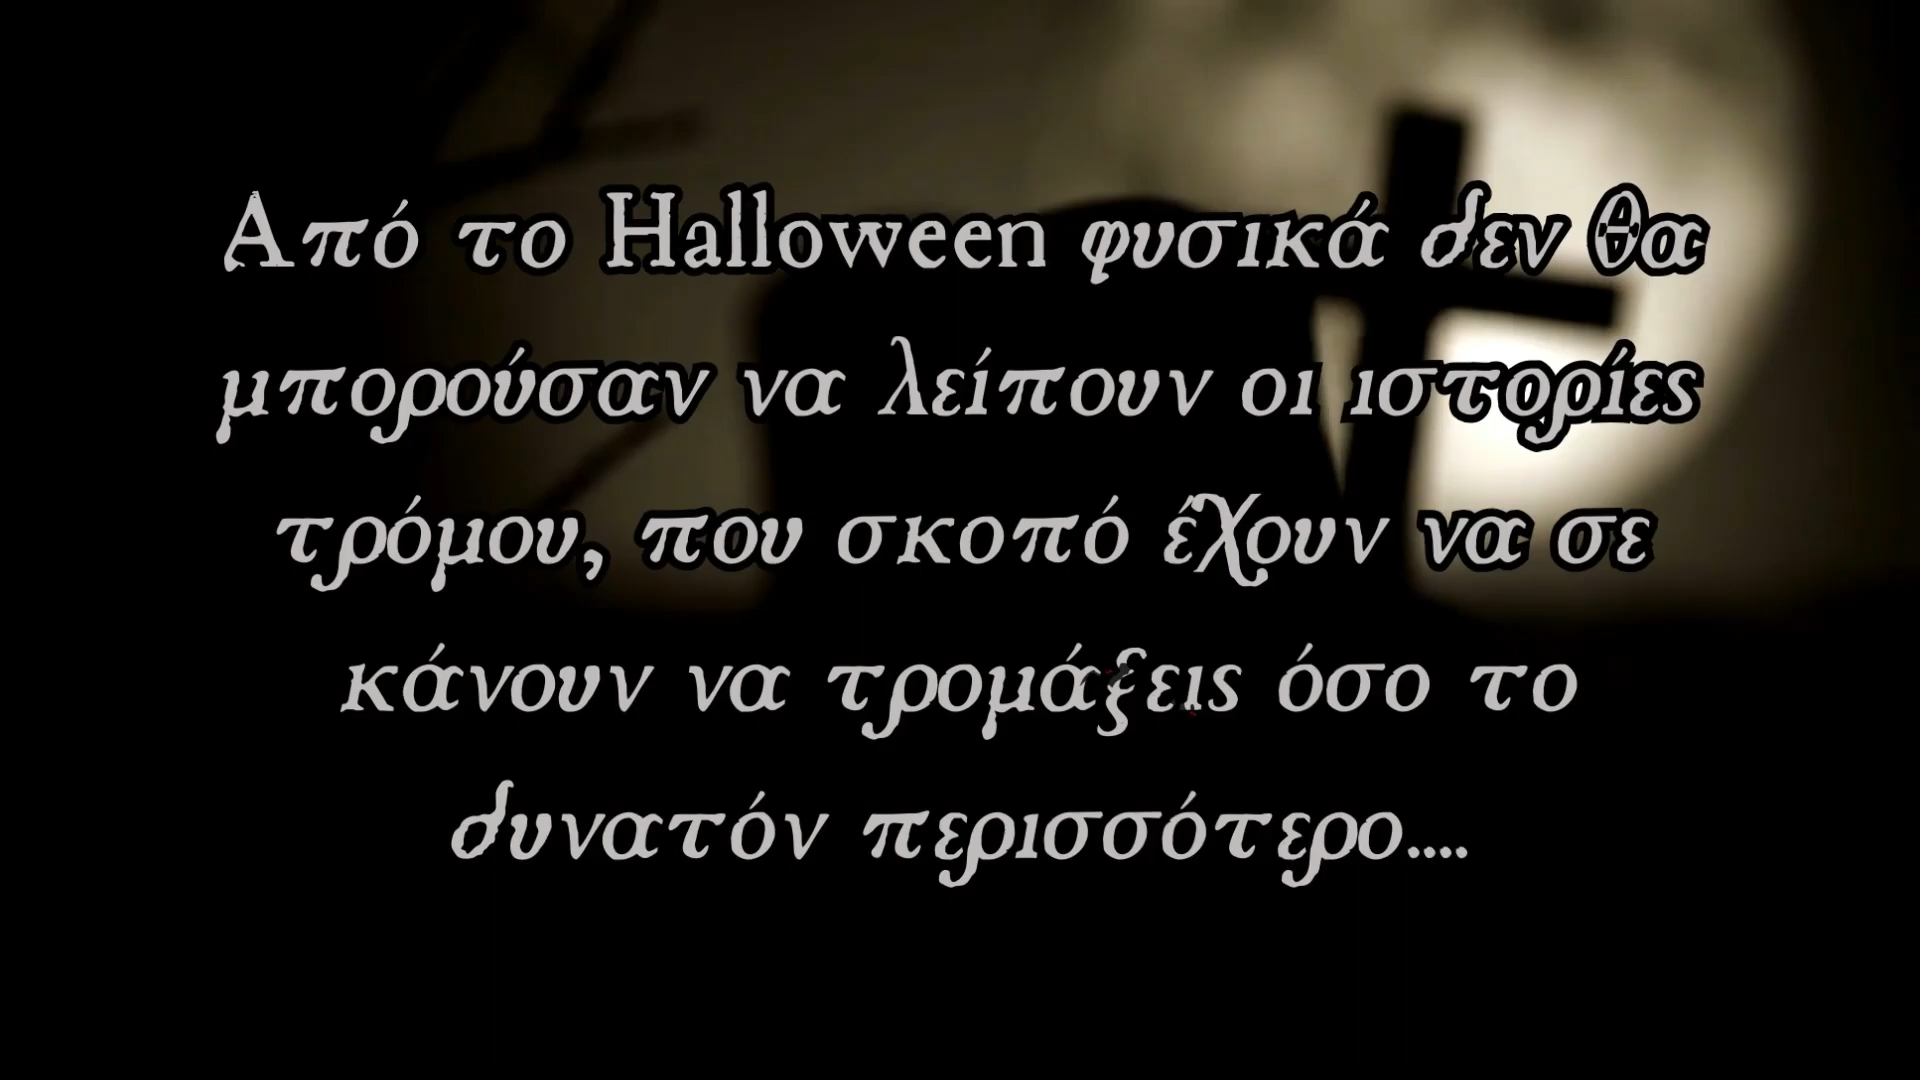 Από το Halloween φυσικά δεν θα
μπορούσαν να λείπουν οι ιστορίες
τρόμου, που σκοπό έχουν να σε
κάνουν να τρομάξεις όσο το
δυνατόν περισσότερο....